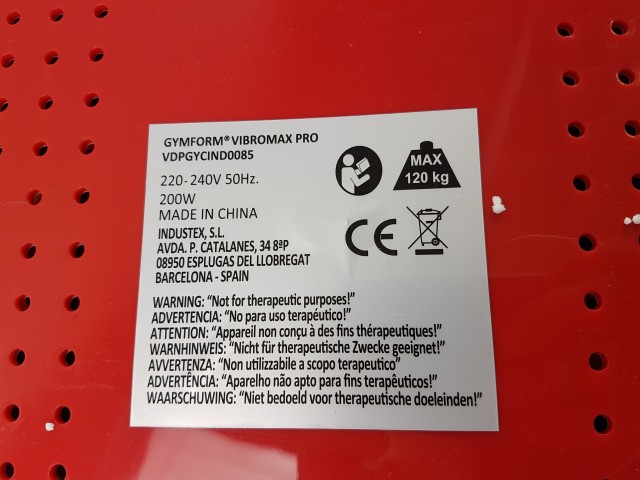 GYMFORM® VIBROMAX PRO
VDPGYCIND0085
220-240V 50Hz.
200W
MADE IN CHINA
INDUSTEX, S.L.
AVDA. P. CATALANES, 34 8ªP
08950 ESPLUGAS DEL LLOBREGAT
BARCELONA - SPAIN
MAX
120 kg
CE
WARNING: “Not for therapeutic purposes!”
ADVERTENCIA: “No para uso terapéutico!”
ATTENTION: “Appareil non conçu à des fins thérapeutiques!”
WARNHINWEIS: “Nicht für therapeutische Zwecke geeignet!”
AVVERTENZA: “Non utilizzabile a scopo terapeutico”
ADVERTÊNCIA: “Aparelho não apto para fins terapêuticos!”
WAARSCHUWING: “Niet bedoeld voor therapeutische doeleinden!”